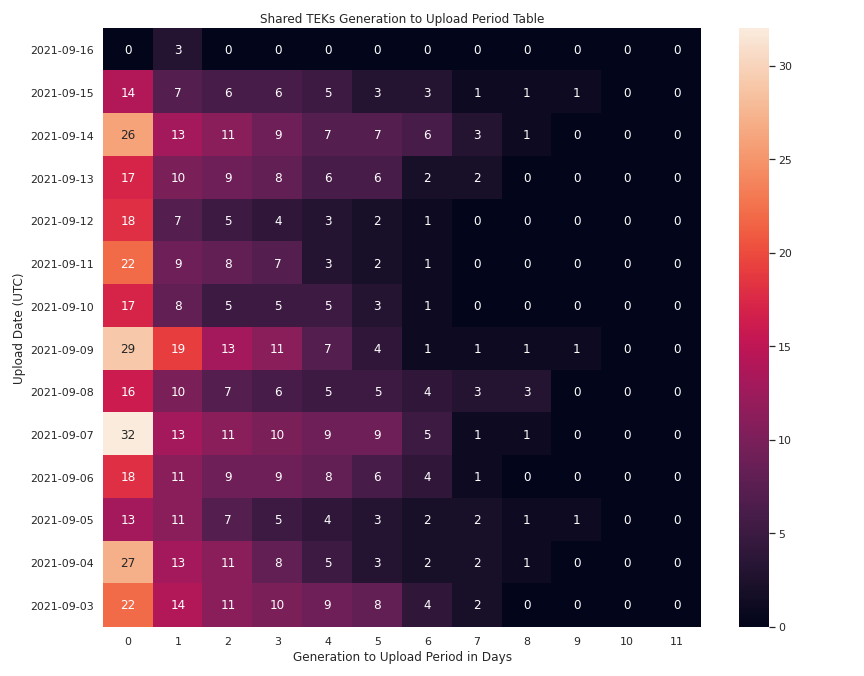 Shared TEKs Generation to Upload Period Table
Upload Date (UTC)
2021-09-16 0 3 0 0 0 0 0 0 0 0 0 0
2021-09-15 14 7 6 6 5 3 3 1 1 1 0 0
2021-09-14 26 13 11 9 7 7 6 3 1 0 0 0
2021-09-13 17 10 9 8 6 6 2 2 0 0 0 0
2021-09-12 18 7 5 4 3 2 1 0 0 0 0 0
2021-09-11 22 9 8 7 3 2 1 0 0 0 0 0
2021-09-10 17 8 5 5 5 3 1 0 0 0 0 0
2021-09-09 29 19 13 11 7 4 1 1 1 1 0 0
2021-09-08 16 10 7 6 5 5 4 3 3 0 0 0
2021-09-07 32 13 11 10 9 9 5 1 1 0 0 0
2021-09-06 18 11 9 9 8 6 4 1 0 0 0 0
2021-09-05 13 11 7 5 4 3 2 2 1 1 0 0
2021-09-04 27 13 11 8 5 3 2 2 1 0 0 0
2021-09-03 22 14 11 10 9 8 4 2 0 0 0 0
0 1 2 3 4 5 6 7 8 9 10 11
Generation to Upload Period in Days
30
25
20
15
10
5
0